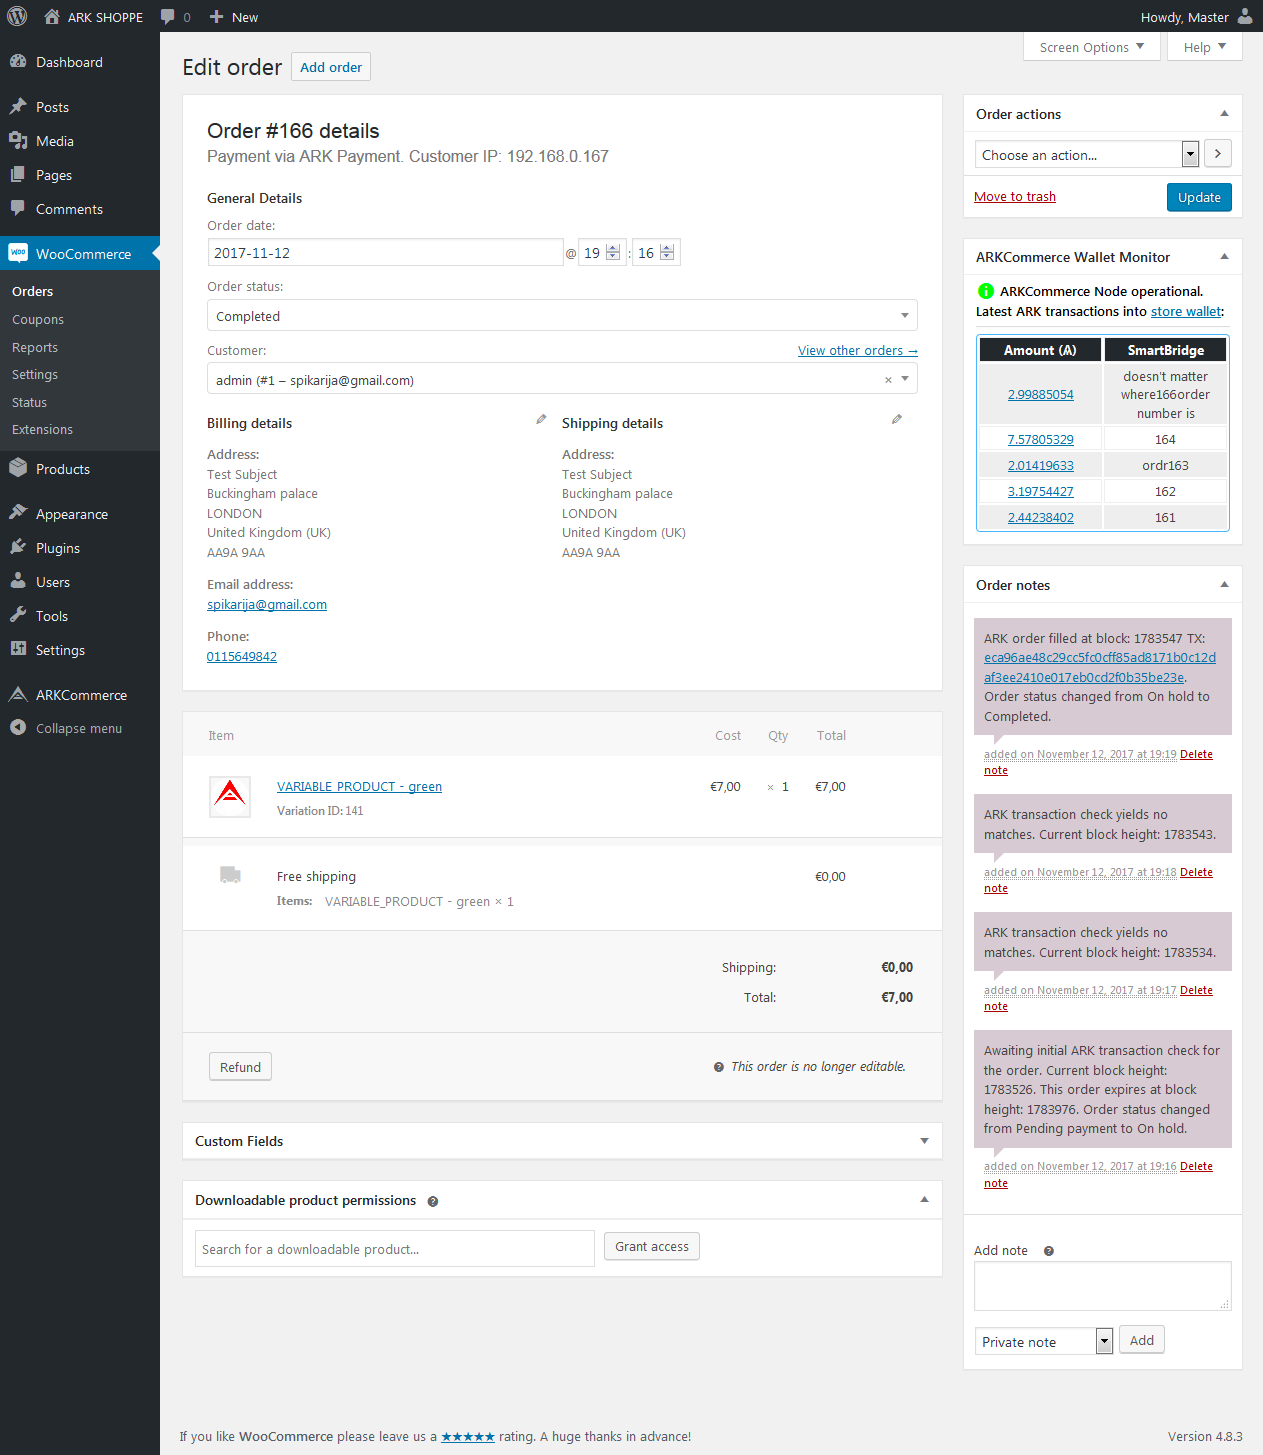 ARK SHOPPE 0 New Howdy, Master
Dashboard
Posts
Media
Pages
Comments
WooCommerce
Orders
Coupons
Reports
Settings
Status
Extensions
Products
Appearance
Plugins
Users
Tools
Settings
ARKCommerce
Collapse menu
Screen Options Help
Edit order Add order
Order #166 details
Payment via ARK Payment. Customer IP: 192.168.0.167
General Details
Order date:
2017-11-12 @ 19 : 16
Order status:
Completed
Customer: View other orders →
admin (#1 – spikarija@gmail.com) ×
Billing details
Address:
Test Subject
Buckingham palace
LONDON
United Kingdom (UK)
AA9A 9AA
Email address:
spikarija@gmail.com
Phone:
0115649842
Shipping details
Address:
Test Subject
Buckingham palace
LONDON
United Kingdom (UK)
AA9A 9AA
Item Cost Qty Total
VARIABLE_PRODUCT - green €7,00 × 1 €7,00
Variation ID: 141
Free shipping €0,00
Items: VARIABLE_PRODUCT - green × 1
Shipping: €0,00
Total: €7,00
Refund This order is no longer editable.
Custom Fields
Downloadable product permissions
Search for a downloadable product... Grant access
Order actions
Choose an action...
Move to trash Update
ARKCommerce Wallet Monitor
ARKCommerce Node operational.
Latest ARK transactions into store wallet:
Amount (Ѧ) SmartBridge
2.99885054 doesn't matter
where166order
number is
7.57805329 164
2.01419633 ordr163
3.19754427 162
2.44238402 161
Order notes
ARK order filled at block: 1783547 TX:
eca96ae48c29cc5fc0cff85ad8171b0c12d
af3ee2410e017eb0cd2f0b35be23e.
Order status changed from On hold to
Completed.
added on November 12, 2017 at 19:19 Delete
note
ARK transaction check yields no
matches. Current block height: 1783543.
added on November 12, 2017 at 19:18 Delete
note
ARK transaction check yields no
matches. Current block height: 1783534.
added on November 12, 2017 at 19:17 Delete
note
Awaiting initial ARK transaction check for
the order. Current block height:
1783526. This order expires at block
height: 1783976. Order status changed
from Pending payment to On hold.
added on November 12, 2017 at 19:16 Delete
note
Add note
Private note Add
If you like WooCommerce please leave us a ★★★★★ rating. A huge thanks in advance! Version 4.8.3